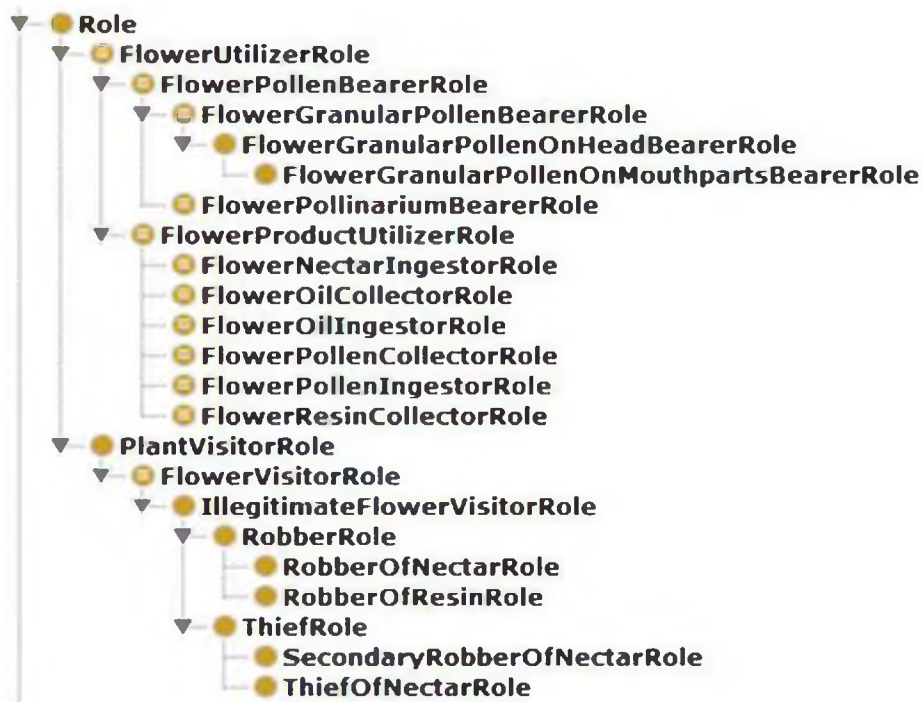 Role
FlowerUtilizerRole
FlowerPollenBearerRole
FlowerGranularPollenBearerRole
FlowerGranularPollenOnHeadBearerRole
FlowerGranularPollenOnMouthpartsBearerRole
FlowerPollinariumBearerRole
FlowerProductUtilizerRole
FlowerNectarIngestorRole
FlowerOilCollectorRole
FlowerOilIngestorRole
FlowerPollenCollectorRole
FlowerPollenIngestorRole
FlowerResinCollectorRole
PlantVisitorRole
FlowerVisitorRole
IllegitimateFlowerVisitorRole
RobberRole
RobberOfNectarRole
RobberOfResinRole
ThiefRole
SecondaryRobberOfNectarRole
ThiefOfNectarRole